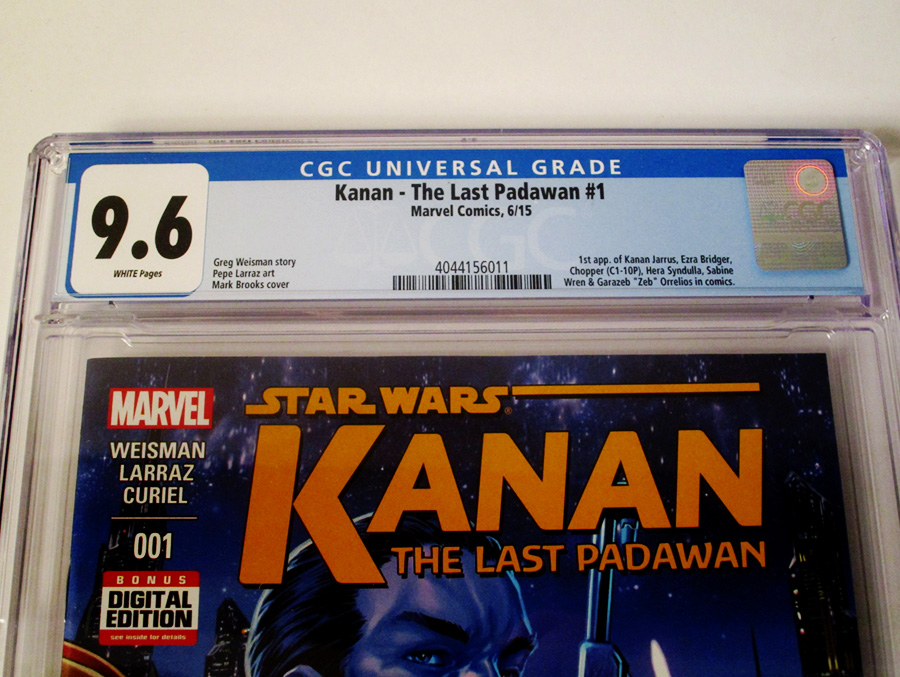 CGC UNIVERSAL GRADE
9.6
WHITE Pages
Kanan - The Last Padawan #1
Marvel Comics, 6/15
Greg Weisman story
Pepe Larraz art
Mark Brooks cover
4044156011
1st app. of Kanan Jarrus, Ezra Bridger,
Chopper (C1-10P), Hera Syndulla, Sabine
Wren & Garazeb "Zeb" Orrelios in comics.
CGC
MARVEL
WEISMAN
LARRAZ
CURIEL
001
BONUS
DIGITAL
EDITION
see inside for details
STAR WARS®
KANAN
THE LAST PADAWAN